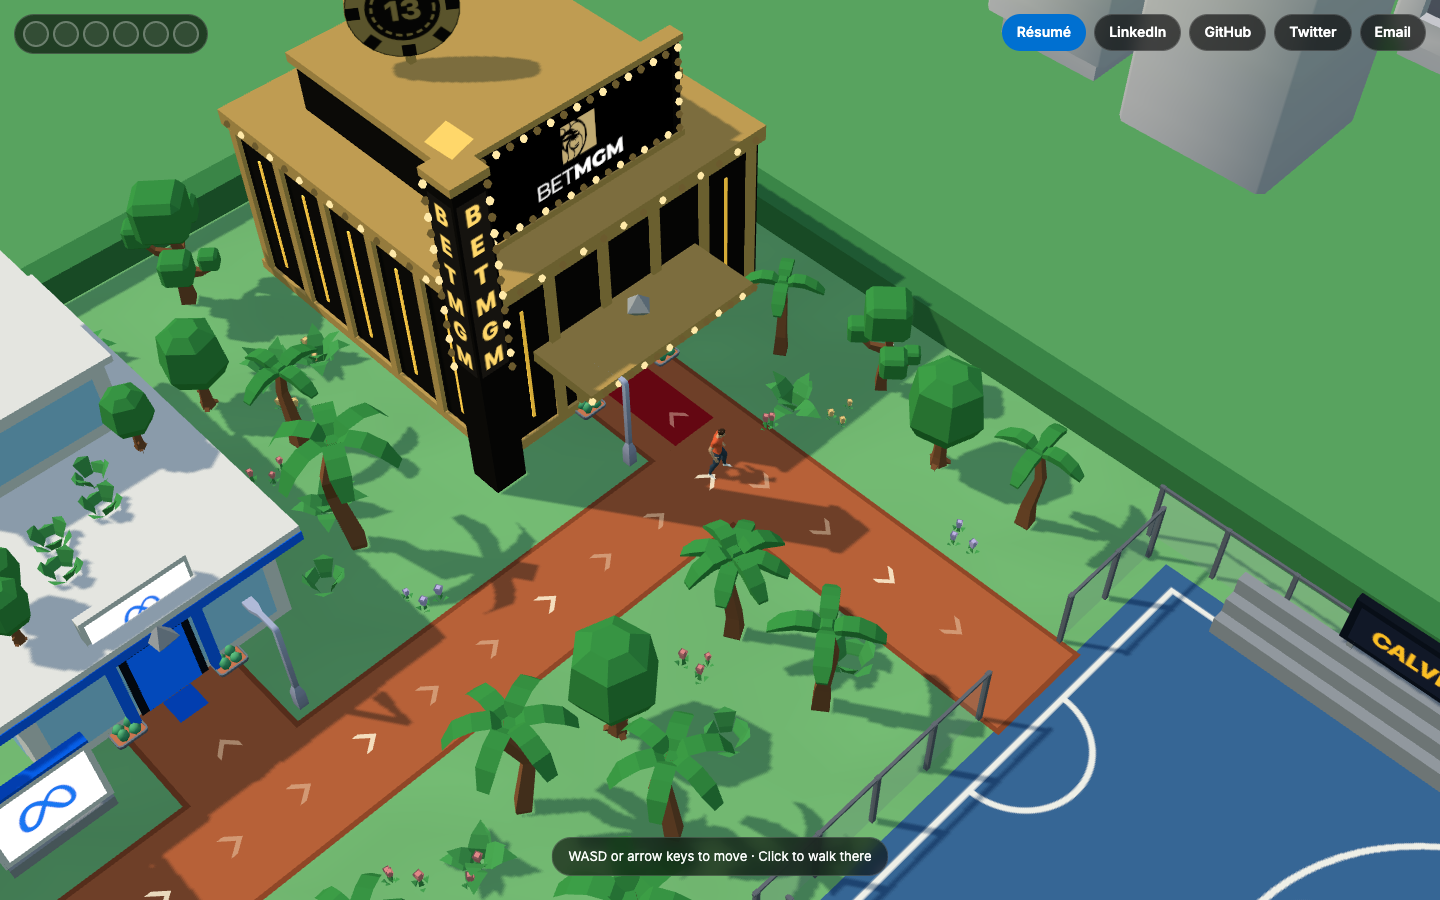 13
Résumé
LinkedIn
GitHub
Twitter
Email
BETMGM
BETMGM
BETMGM
CALV
WASD or arrow keys to move · Click to walk there